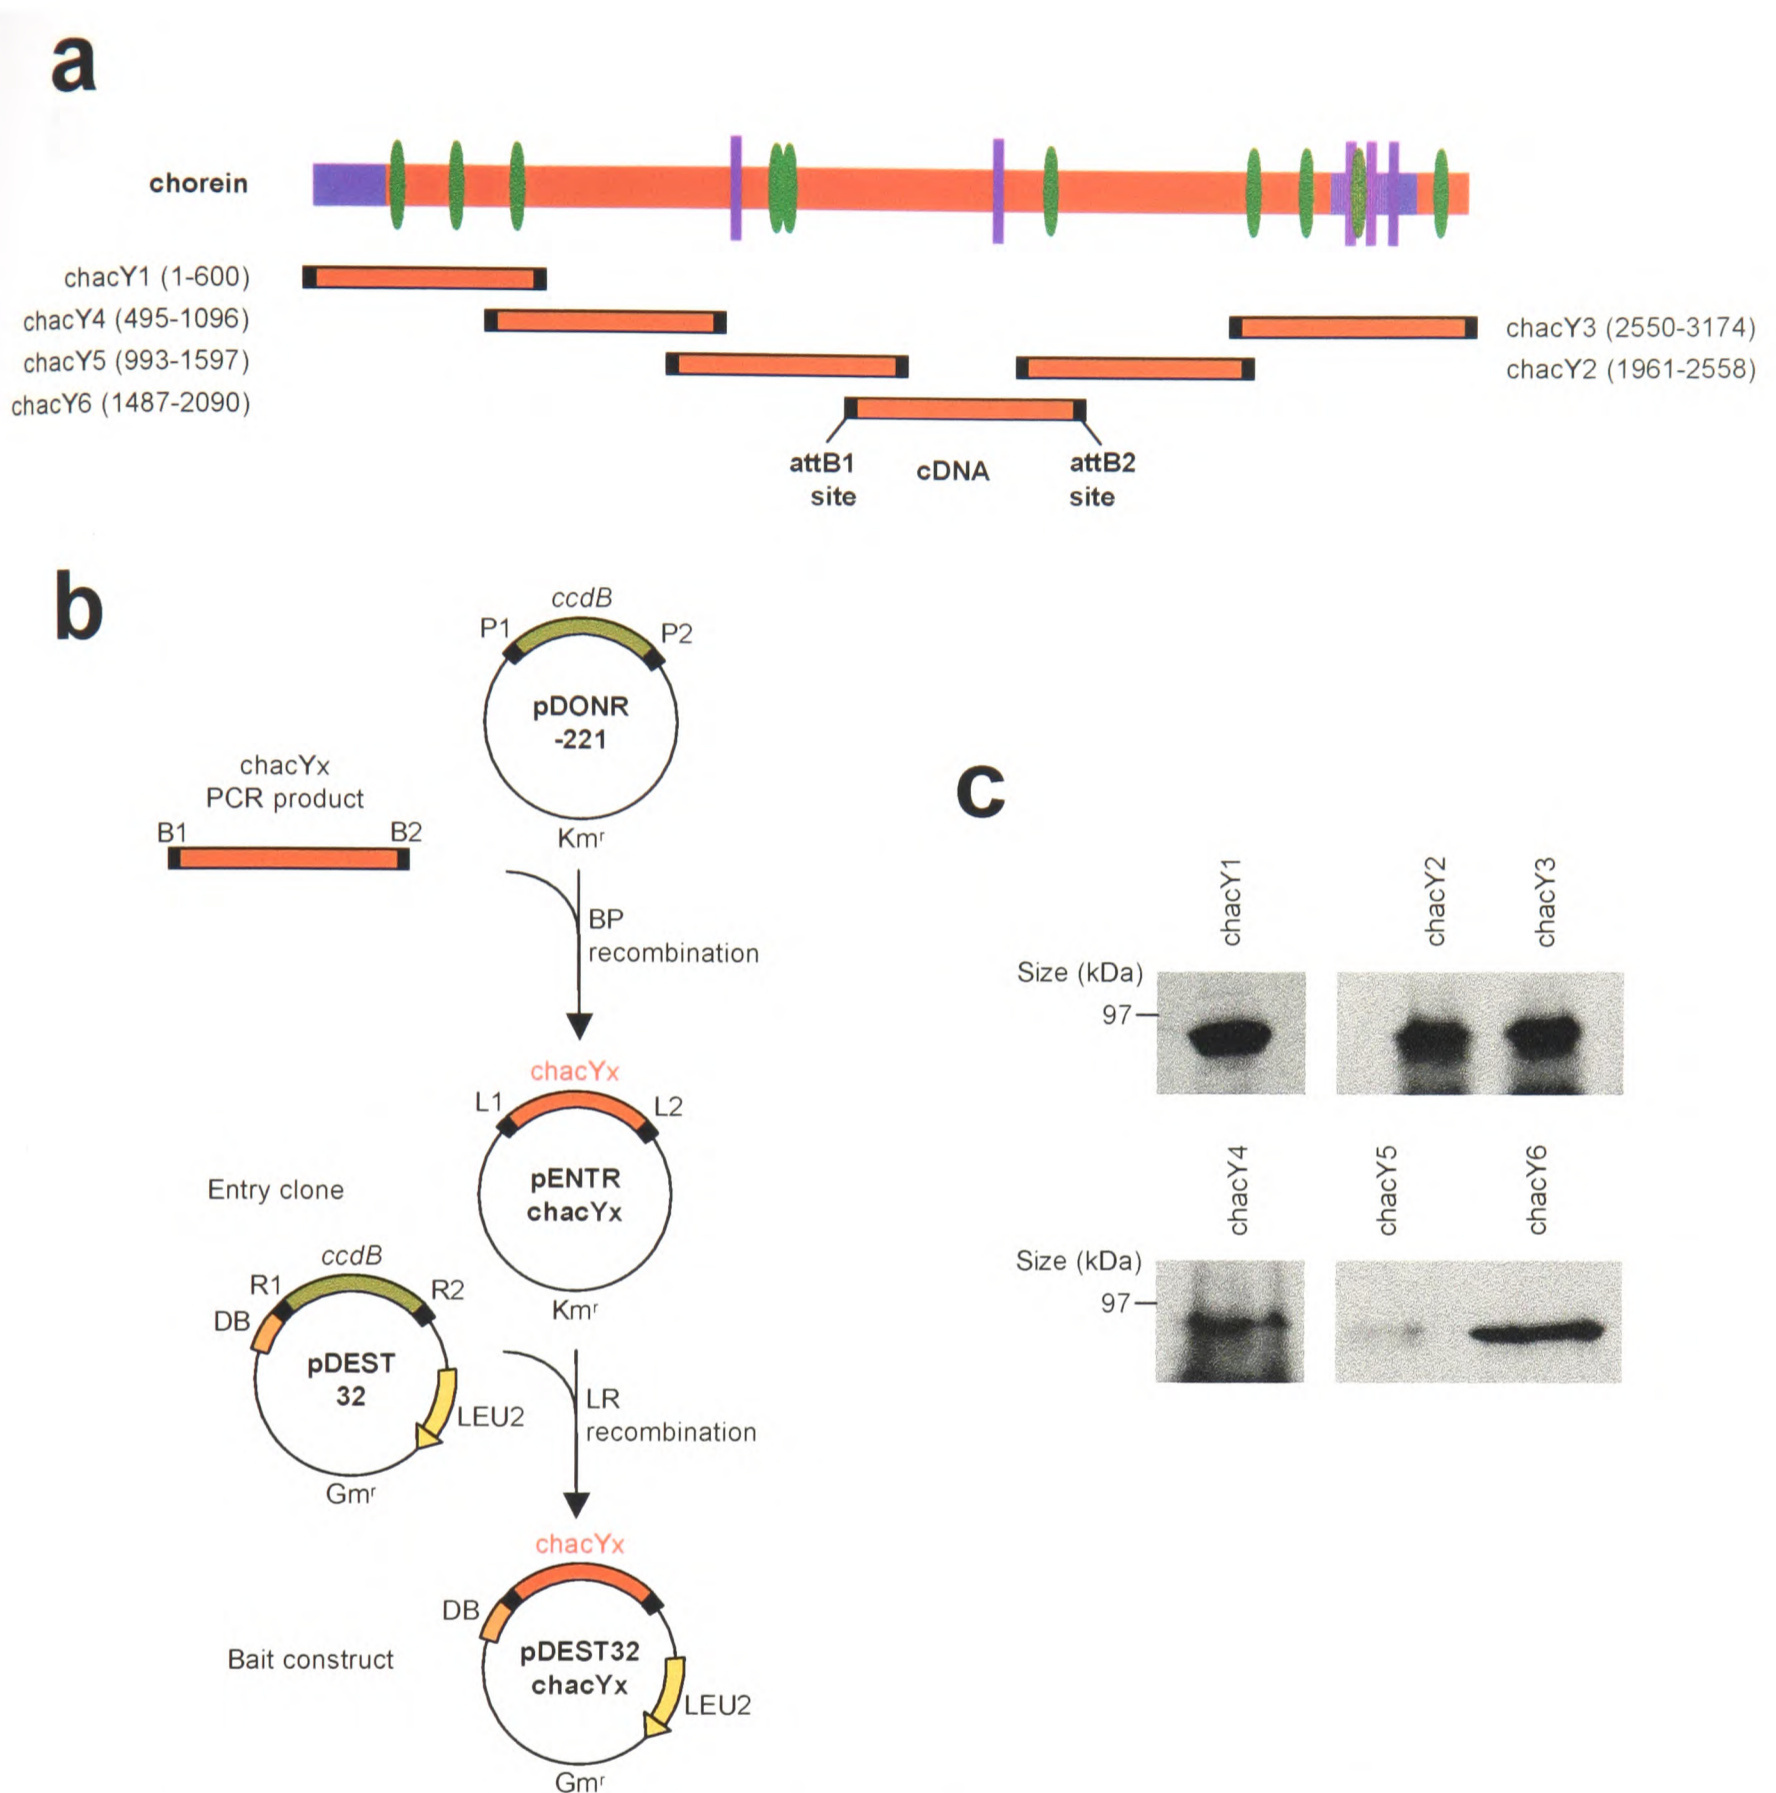 a
chorein
chacY1 (1-600)
chacY4 (495-1096)
chacY5 (993-1597)
chacY6 (1487-2090)
chacY3 (2550-3174)
chacY2 (1961-2558)
attB1
site
cDNA
attB2
site
b
ccdB
P1
P2
pDONR
-221
Kmʳ
chacYx
PCR product
B1
B2
BP
recombination
chacYx
L1
L2
pENTR
chacYx
Kmʳ
Entry clone
ccdB
R1
R2
DB
pDEST
32
LEU2
Gmʳ
LR
recombination
chacYx
DB
pDEST32
chacYx
LEU2
Gmʳ
Bait construct
c
chacY1
chacY2
chacY3
Size (kDa)
97
chacY4
chacY5
chacY6
Size (kDa)
97